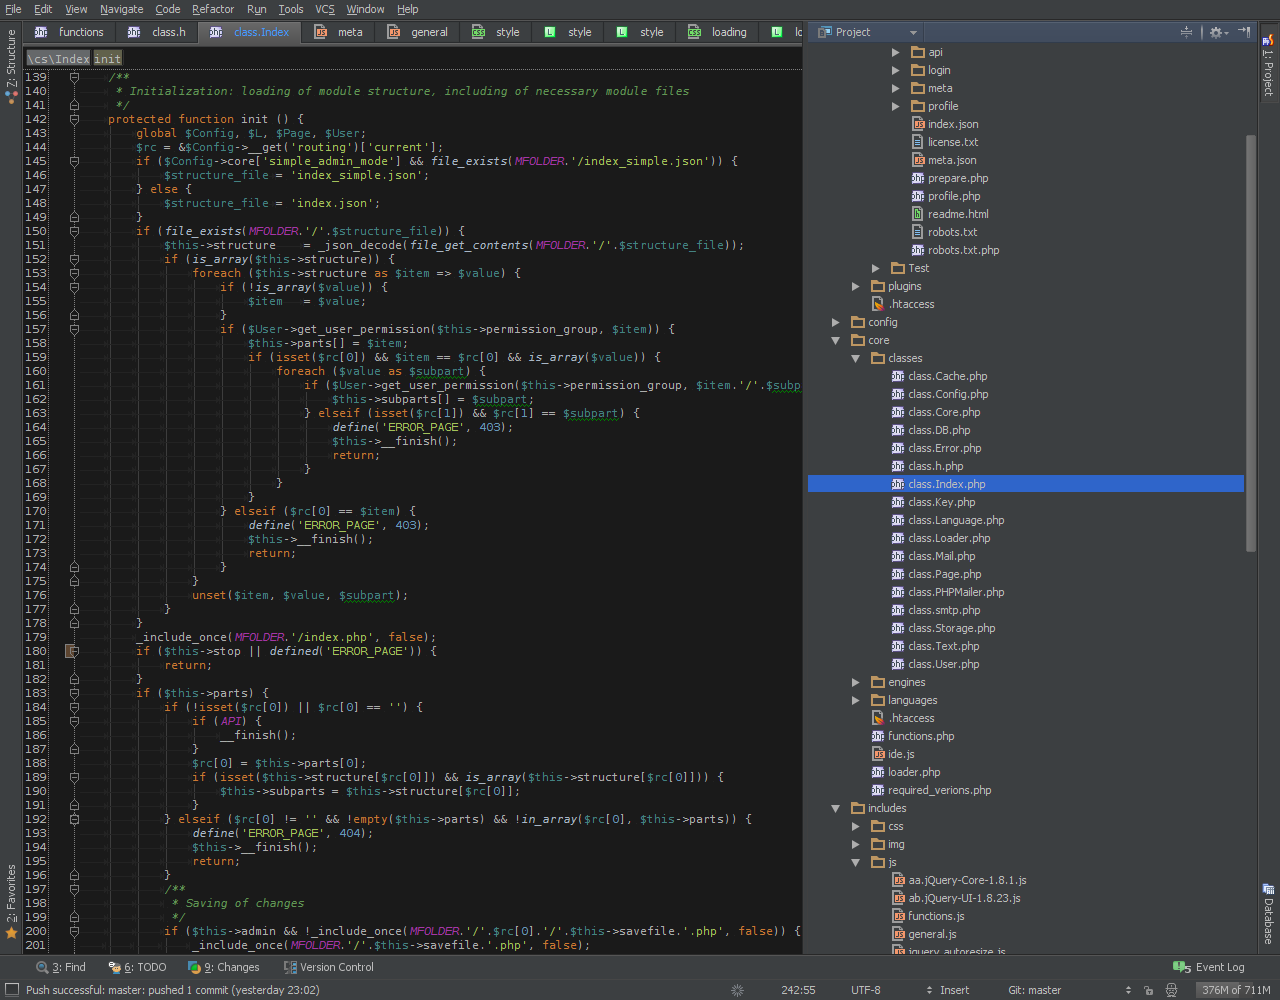 File Edit View Navigate Code Refactor Run Tools VCS Window Help
functions class.h class.Index meta general style style style loading
\cs\Index init
139 /**
140 * Initialization: loading of module structure, including of necessary module files
141 */
142 protected function init () {
143 global $Config, $L, $Page, $User;
144 $rc = &$Config->__get('routing')['current'];
145 if ($Config->core['simple_admin_mode'] && file_exists(MFOLDER.'/index_simple.json')) {
146 $structure_file = 'index_simple.json';
147 } else {
148 $structure_file = 'index.json';
149 }
150 if (file_exists(MFOLDER.'/'.$structure_file)) {
151 $this->structure = _json_decode(file_get_contents(MFOLDER.'/'.$structure_file));
152 if (is_array($this->structure)) {
153 foreach ($this->structure as $item => $value) {
154 if (!is_array($value)) {
155 $item = $value;
156 }
157 if ($User->get_user_permission($this->permission_group, $item)) {
158 $this->parts[] = $item;
159 if (isset($rc[0]) && $item == $rc[0] && is_array($value)) {
160 foreach ($value as $subpart) {
161 if ($User->get_user_permission($this->permission_group, $item.'/'.$subp
162 $this->subparts[] = $subpart;
163 } elseif (isset($rc[1]) && $rc[1] == $subpart) {
164 define('ERROR_PAGE', 403);
165 $this->__finish();
166 return;
167 }
168 }
169 }
170 } elseif ($rc[0] == $item) {
171 define('ERROR_PAGE', 403);
172 $this->__finish();
173 return;
174 }
175 }
176 unset($item, $value, $subpart);
177 }
178 }
179 _include_once(MFOLDER.'/index.php', false);
180 if ($this->stop || defined('ERROR_PAGE')) {
181 return;
182 }
183 if ($this->parts) {
184 if (!isset($rc[0]) || $rc[0] == '') {
185 if (API) {
186 __finish();
187 }
188 $rc[0] = $this->parts[0];
189 if (isset($this->structure[$rc[0]]) && is_array($this->structure[$rc[0]])) {
190 $this->subparts = $this->structure[$rc[0]];
191 }
192 } elseif ($rc[0] != '' && !empty($this->parts) && !in_array($rc[0], $this->parts)) {
193 define('ERROR_PAGE', 404);
194 $this->__finish();
195 return;
196 }
197 /**
198 * Saving of changes
199 */
200 if ($this->admin && !_include_once(MFOLDER.'/'.$rc[0].'/'.$this->savefile.'.php', false)) {
201 _include_once(MFOLDER.'/'.$this->savefile.'.php', false);
Project
api
login
meta
profile
index.json
license.txt
meta.json
prepare.php
profile.php
readme.html
robots.txt
robots.txt.php
Test
plugins
.htaccess
config
core
classes
class.Cache.php
class.Config.php
class.Core.php
class.DB.php
class.Error.php
class.h.php
class.Index.php
class.Key.php
class.Language.php
class.Loader.php
class.Mail.php
class.Page.php
class.PHPMailer.php
class.smtp.php
class.Storage.php
class.Text.php
class.User.php
engines
languages
.htaccess
functions.php
ide.js
loader.php
required_verions.php
includes
css
img
js
aa.jQuery-Core-1.8.1.js
ab.jQuery-UI-1.8.23.js
functions.js
general.js
jquery.autoresize.js
Z: Structure
2: Favorites
1: Project
Database
3: Find 6: TODO 9: Changes Version Control 5 Event Log
Push successful: master: pushed 1 commit (yesterday 23:02) 242:55 UTF-8 Insert Git: master 376M of 711M